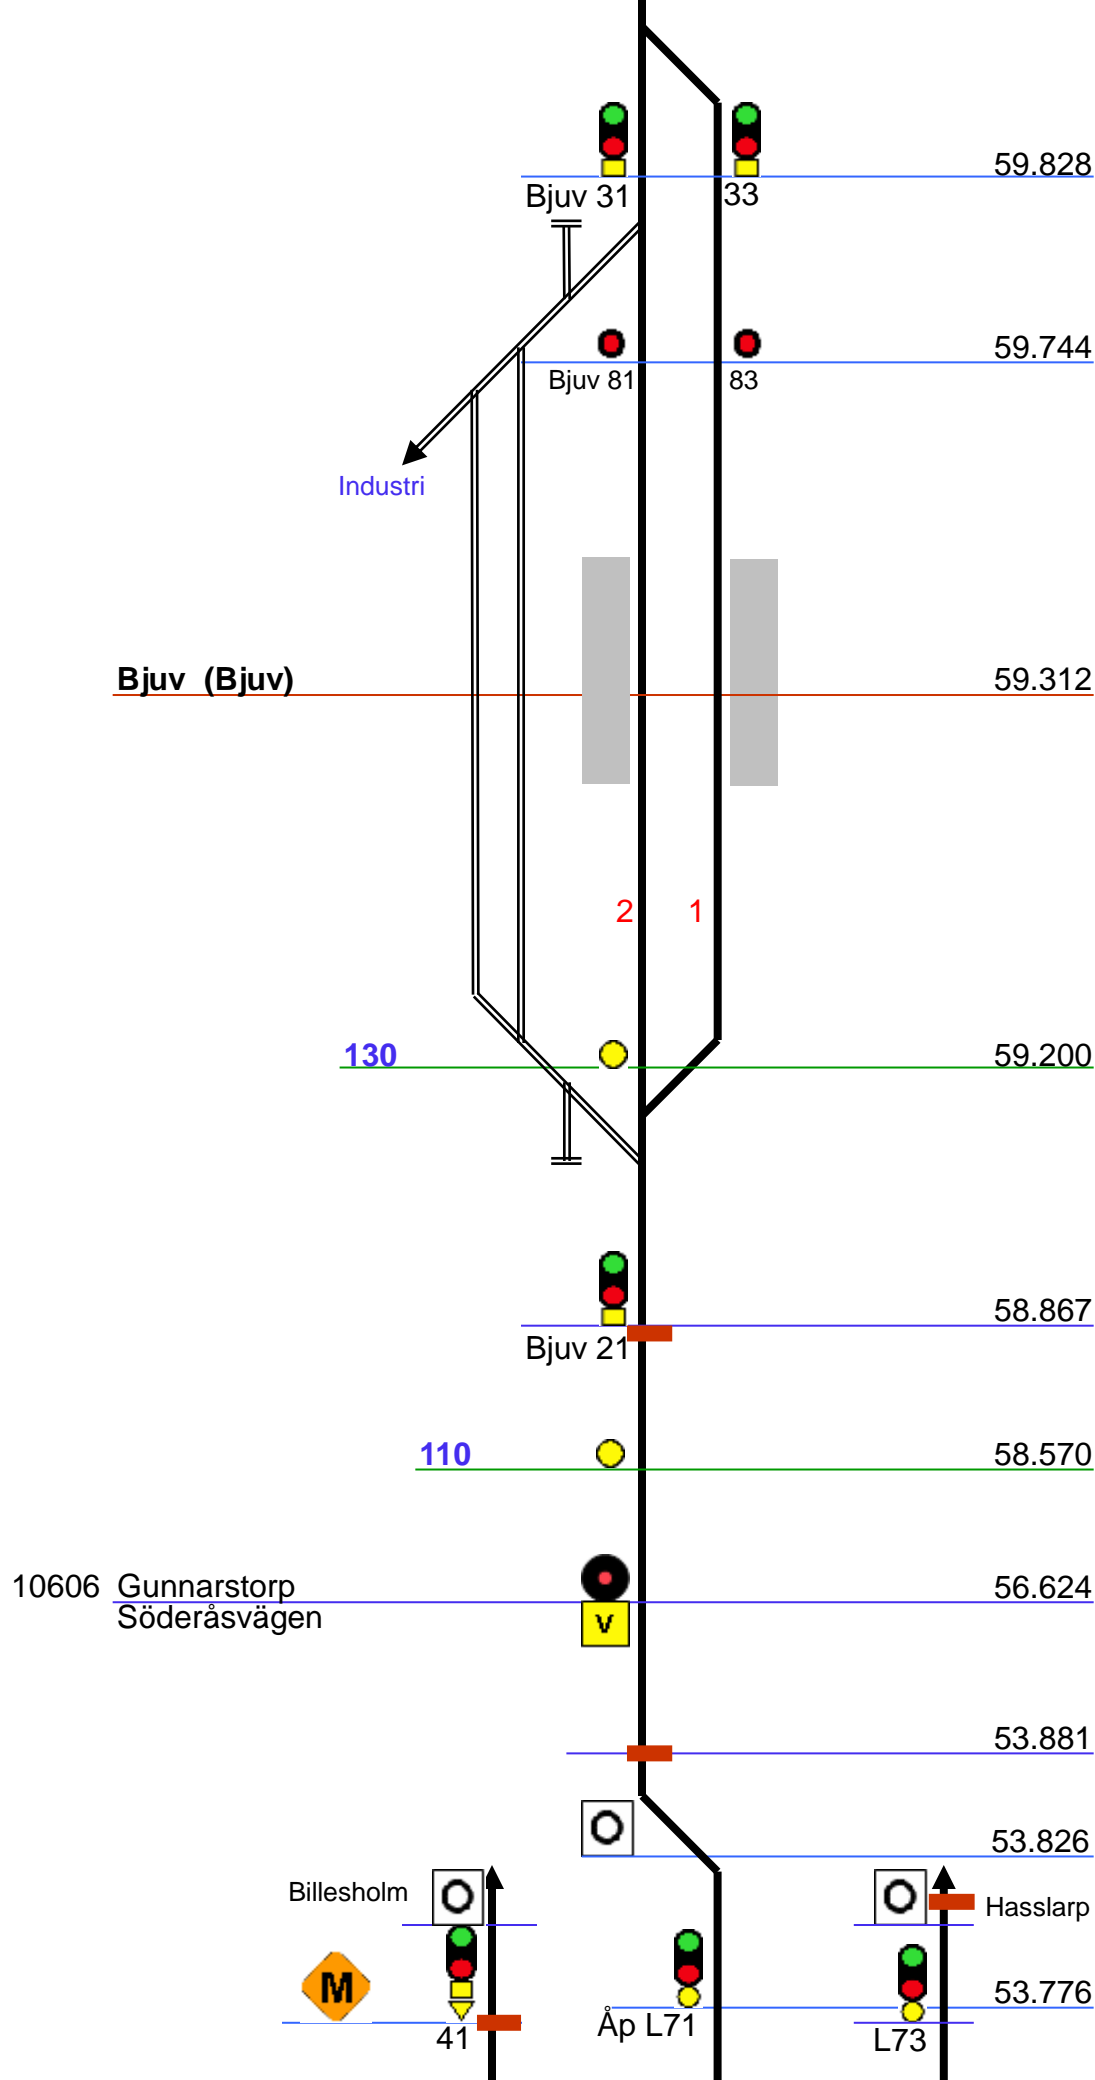 59.828
Bjuv 31 33
59.744
Bjuv 81 83
Industri
Bjuv (Bjuv) 59.312
2 1
130 59.200
58.867
Bjuv 21
110 58.570
10606 Gunnarstorp 56.624
Söderåsvägen
V
53.881
O 53.826
Billesholm O O Hasslarp
M 53.776
41 Åp L71 L73